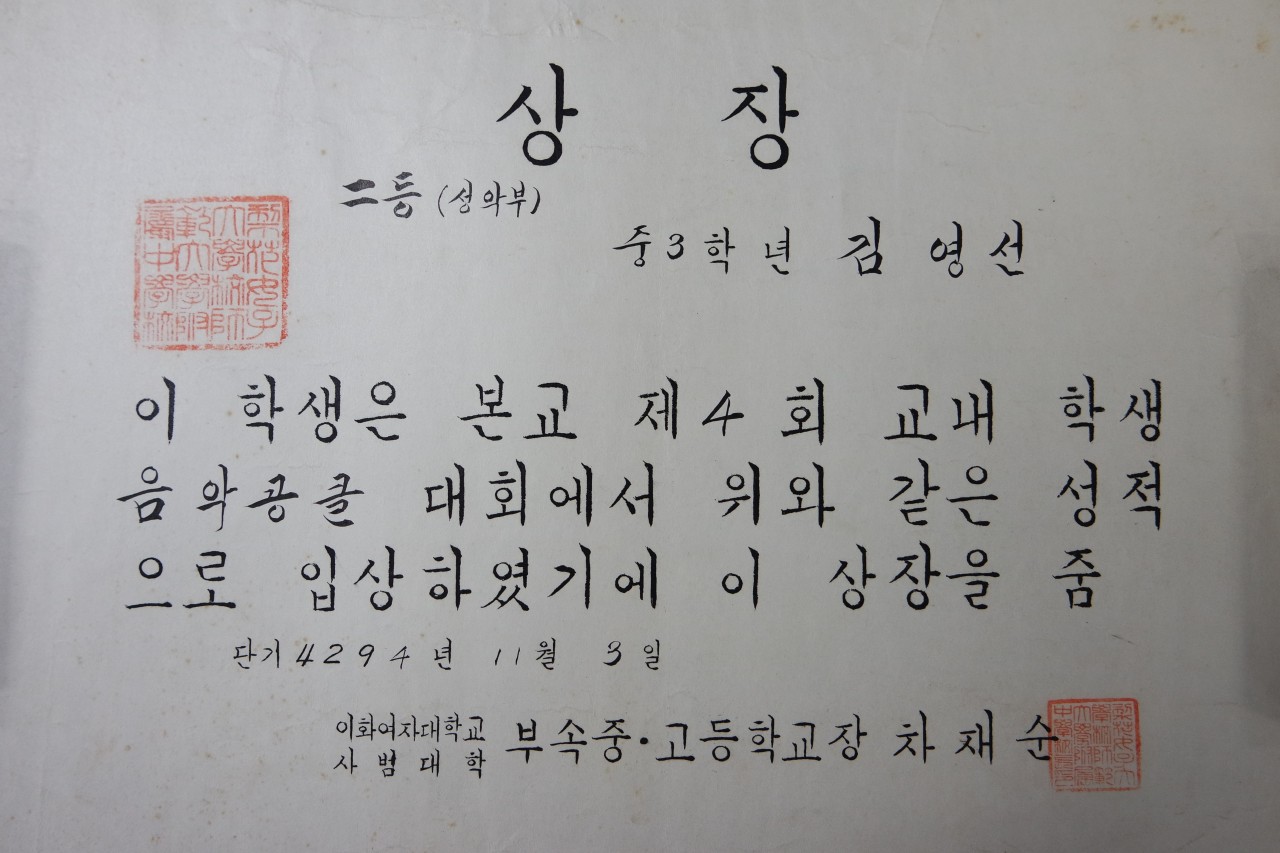 상 장
二등 (성악부)
중3학년 김영선
이 학생은 본교 제4회 교내 학생
음악콩클 대회에서 위와 같은 성적
으로 입상하였기에 이 상장을 줌
단기 4294년 11월 3일
이화여자대학교
사범대학
부속중·고등학교장 차재순